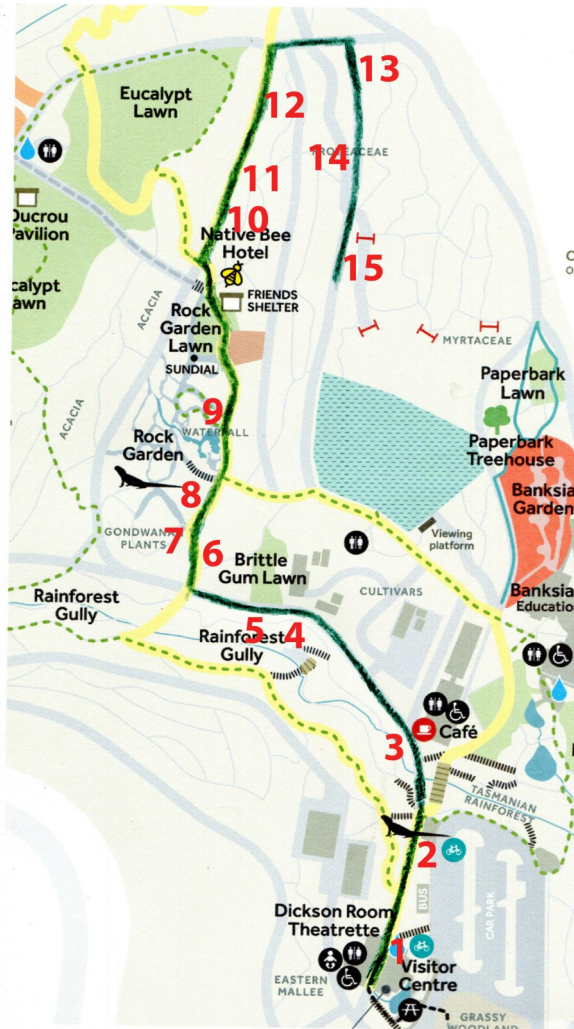 13
12
Eucalypt
Lawn
14
PROTEACEAE
11
10
Ducrou
Pavilion
Native Bee
Hotel
15
calypt
awn
ACACIA
FRIENDS
SHELTER
Rock
Garden
Lawn
SUNDIAL
MYRTACEAE
Paperbark
Lawn
ACACIA
9
WATERFALL
Rock
Garden
Paperbark
Treehouse
8
Banksia
Garden
7
GONDWANA
PLANTS
6
Viewing
platform
Brittle
Gum Lawn
CULTIVARS
Banksia
Educatio
Rainforest
Gully
5
4
Rainforest
Gully
3
Café
TASMANIAN
RAINFOREST
2
BUS
CAR PARK
Dickson Room
Theatrette
1
Visitor
Centre
EASTERN
MALLEE
GRASSY
WOODLAND